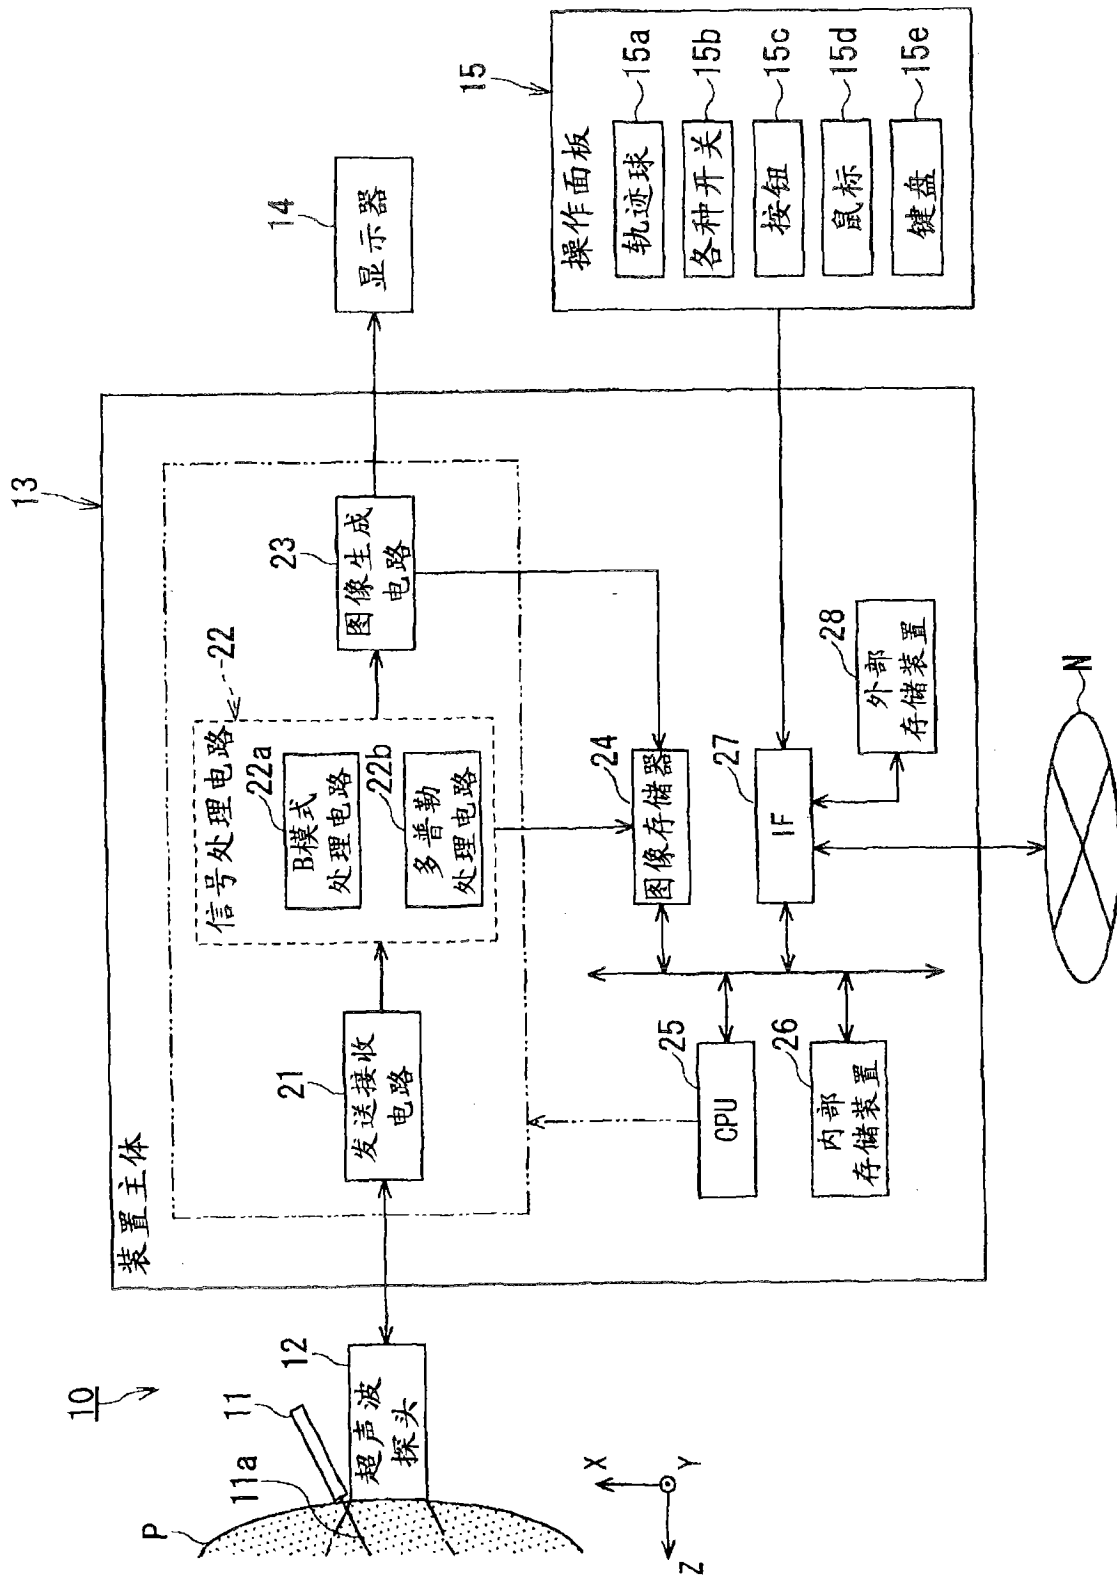 10
P
11a
11
12
超声波
探头
X
Y
Z
装置主体
13
21
发送接收
电路
信号处理电路
22
22a
B模式
处理电路
22b
多普勒
处理电路
23
图像生成
电路
14
显示器
24
图像存储器
25
CPU
26
内部
存储装置
27
IF
28
外部
存储装置
N
15
操作面板
轨迹球
15a
各种开关
15b
按钮
15c
鼠标
15d
键盘
15e